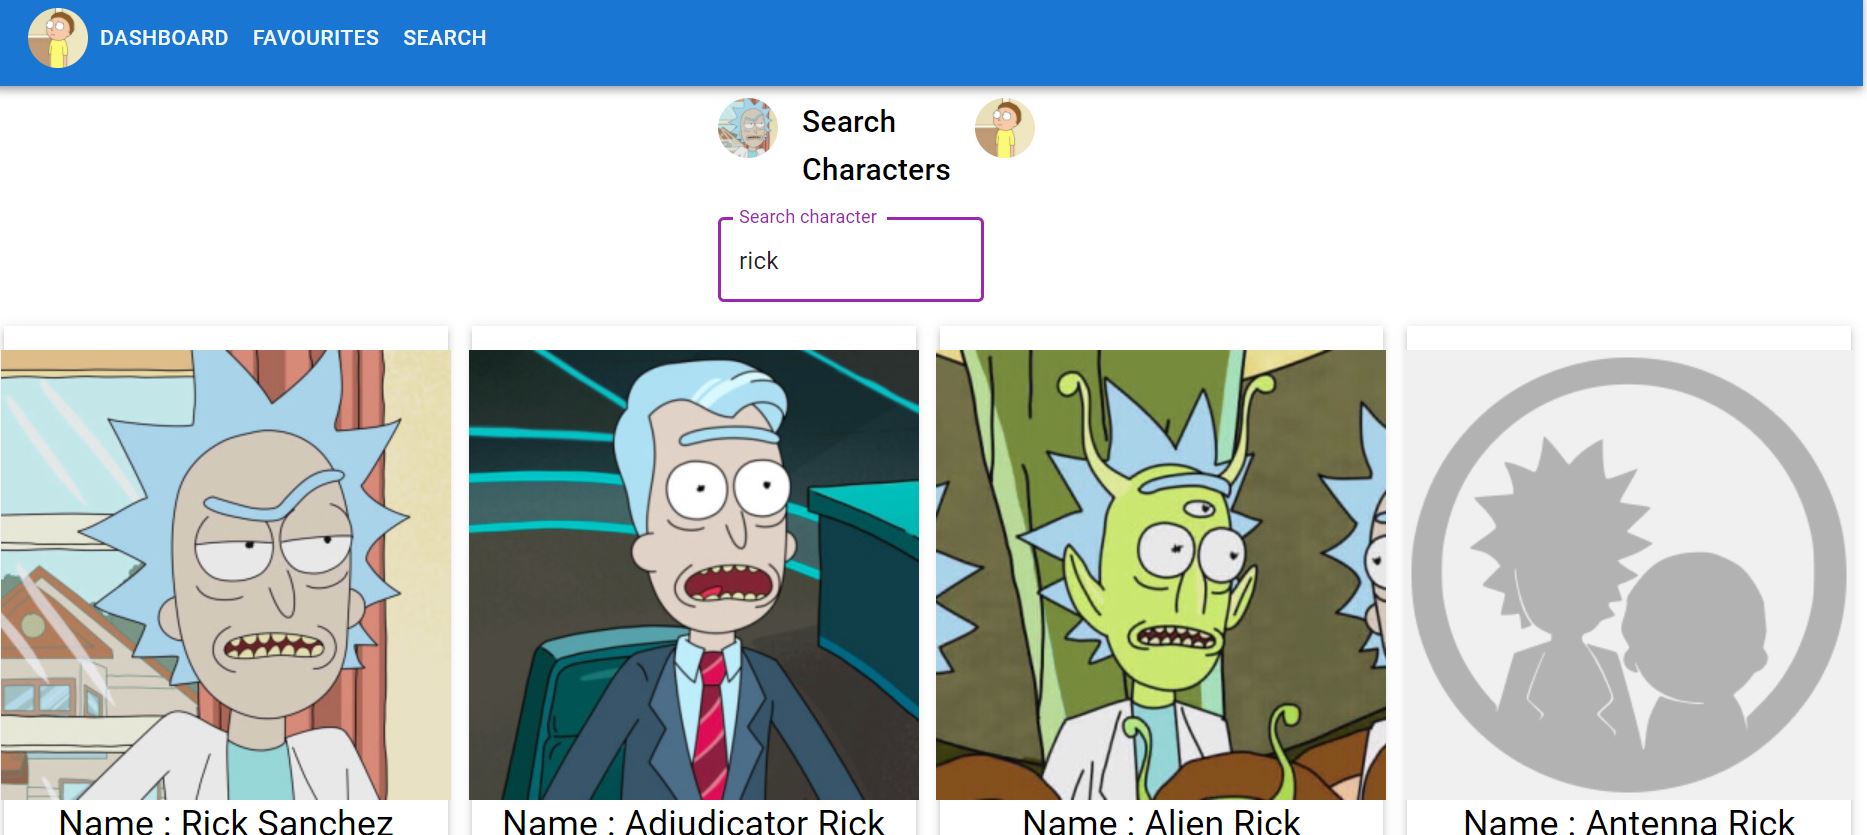 DASHBOARD FAVOURITES SEARCH
Search
Characters
Search character
rick
Name : Rick Sanchez
Name : Adjudicator Rick
Name : Alien Rick
Name : Antenna Rick